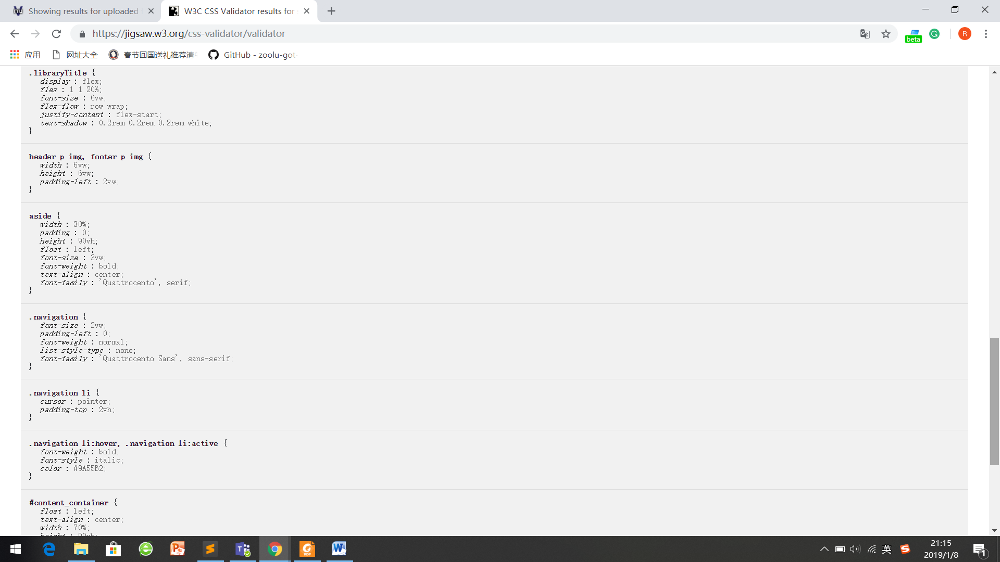 Showing results for uploaded
W3C CSS Validator results for
https://jigsaw.w3.org/css-validator/validator
beta
G
R
应用
网址大全
春节回国送礼推荐清
GitHub - zoolu-got
.libraryTitle {
display : flex;
flex : 1 1 20%;
font-size : 6vw;
flex-flow : row wrap;
justify-content : flex-start;
text-shadow : 0.2rem 0.2rem 0.2rem white;
}
header p img, footer p img {
width : 6vw;
height : 6vw;
padding-left : 2vw;
}
aside {
width : 30%;
padding : 0;
height : 90vh;
float : left;
font-size : 3vw;
font-weight : bold;
text-align : center;
font-family : 'Quattrocento', serif;
}
.navigation {
font-size : 2vw;
padding-left : 0;
font-weight : normal;
list-style-type : none;
font-family : 'Quattrocento Sans', sans-serif;
}
.navigation li {
cursor : pointer;
padding-top : 2vh;
}
.navigation li:hover, .navigation li:active {
font-weight : bold;
font-style : italic;
color : #9A55B2;
}
#content_container {
float : left;
text-align : center;
width : 70%;
height : 90vh;
英
21:15
2019/1/8
1